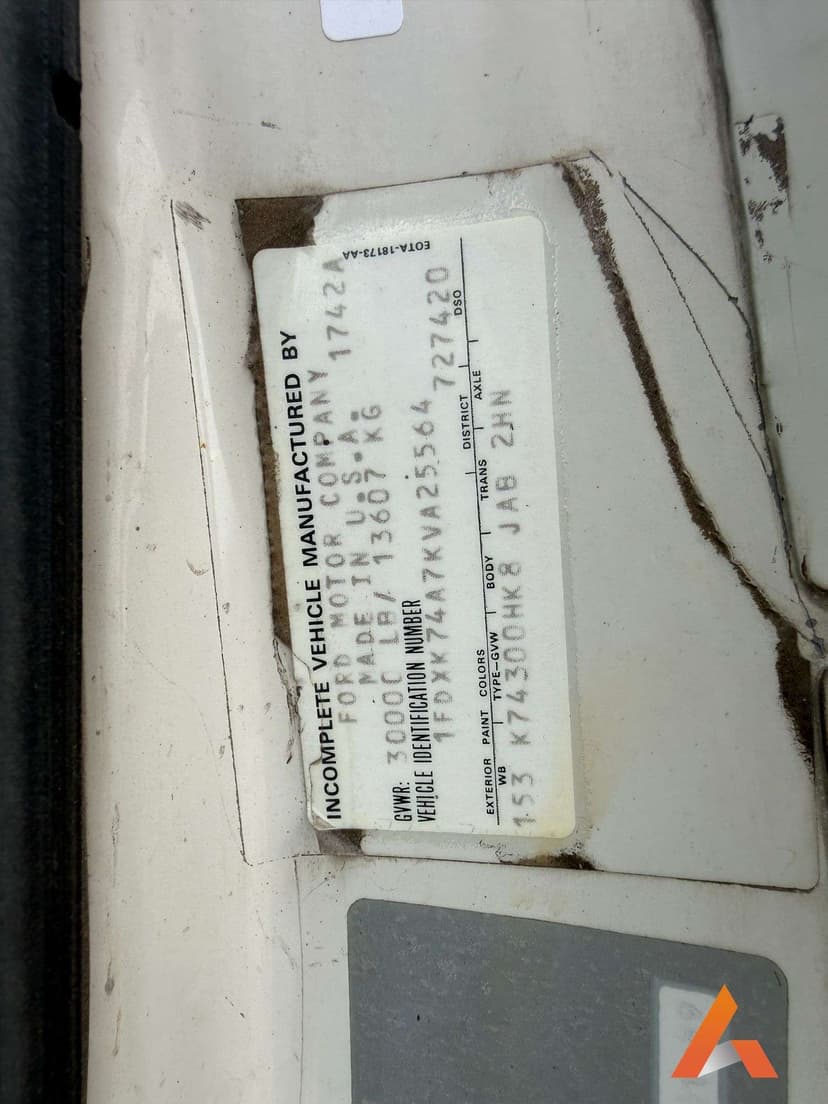 EOTA-18173-AA
INCOMPLETE VEHICLE MANUFACTURED BY
FORD MOTOR COMPANY 1742A
MADE IN U.S.A.
GVWR: 30000 LB/ 13607 KG
VEHICLE IDENTIFICATION NUMBER
1FDXK74A7KVA25564 727420
EXTERIOR PAINT COLORS DISTRICT DSO
WB TYPE-GVW BODY TRANS AXLE
153 K74300HK8 JAB 2HN